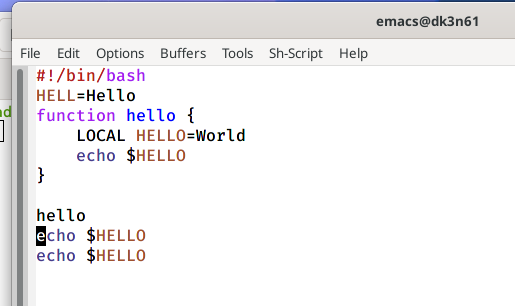 emacs@dk3n61
File Edit Options Buffers Tools Sh-Script Help
#!/bin/bash
HELL=Hello
function hello {
    LOCAL HELLO=World
    echo $HELLO
}
hello
echo $HELLO
echo $HELLO